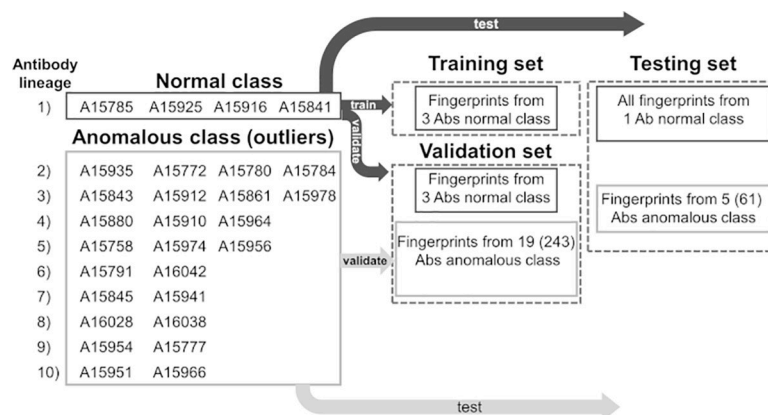 test
Antibody
lineage
Normal class
1) A15785 A15925 A15916 A15841
train
validate
Anomalous class (outliers)
2) A15935 A15772 A15780 A15784
3) A15843 A15912 A15861 A15978
4) A15880 A15910 A15964
5) A15758 A15974 A15956
6) A15791 A16042
7) A15845 A15941
8) A16028 A16038
9) A15954 A15777
10) A15951 A15966
validate
test
Training set
Fingerprints from
3 Abs normal class
Validation set
Fingerprints from
3 Abs normal class
Fingerprints from 19 (243)
Abs anomalous class
Testing set
All fingerprints from
1 Ab normal class
Fingerprints from 5 (61)
Abs anomalous class